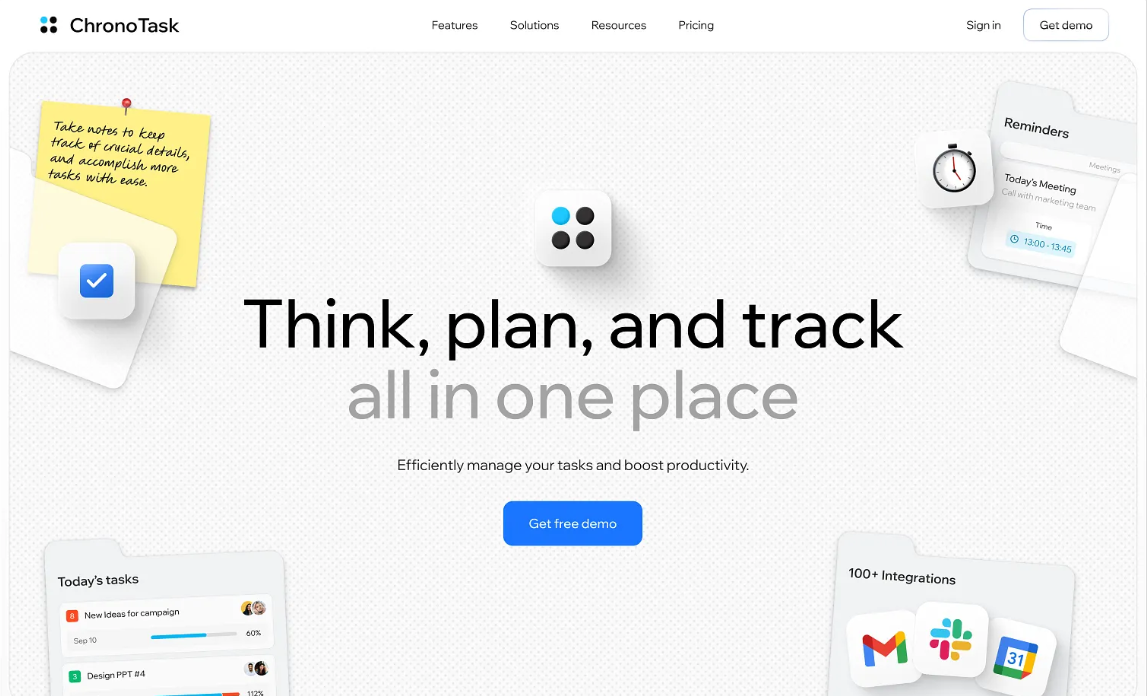 ChronoTask
Features
Solutions
Resources
Pricing
Sign in
Get demo
Take notes to keep
track of crucial details,
and accomplish more
tasks with ease.
Reminders
Meetings
Today's Meeting
Call with marketing team
Time
13:00 - 13:45
Think, plan, and track
all in one place
Efficiently manage your tasks and boost productivity.
Get free demo
Today's tasks
8
New Ideas for campaign
Sep 10
60%
3
Design PPT #4
112%
100+ Integrations
31